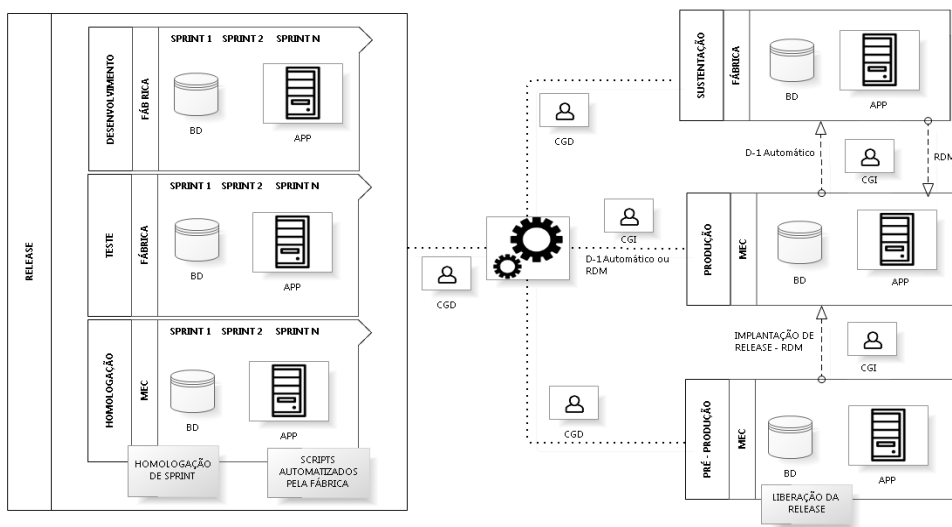 RELEASE
DESENVOLVIMENTO
FÁBRICA
SPRINT 1 SPRINT 2 SPRINT N
BD
APP
TESTE
FÁBRICA
SPRINT 1 SPRINT 2 SPRINT N
BD
APP
HOMOLOGAÇÃO
MEC
SPRINT 1 SPRINT 2 SPRINT N
BD
APP
HOMOLOGAÇÃO
DE SPRINT
SCRIPTS
AUTOMATIZADOS
PELA FÁBRICA
CGD
CGD
CGI
D-1 Automático ou
RDM
CGD
SUSTENTAÇÃO
FÁBRICA
BD
APP
D-1 Automático
CGI
RDM
PRODUÇÃO
MEC
BD
APP
IMPLANTAÇÃO DE
RELEASE - RDM
CGI
PRÉ - PRODUÇÃO
MEC
BD
APP
LIBERAÇÃO DA
RELEASE